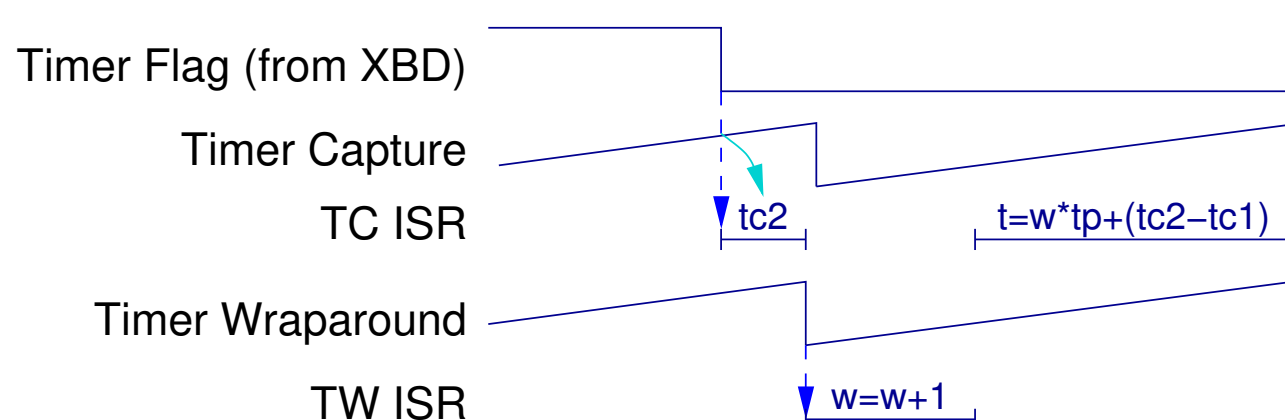 Timer Flag (from XBD)
Timer Capture
TC ISR
tc2
t=w*tp+(tc2−tc1)
Timer Wraparound
TW ISR
w=w+1